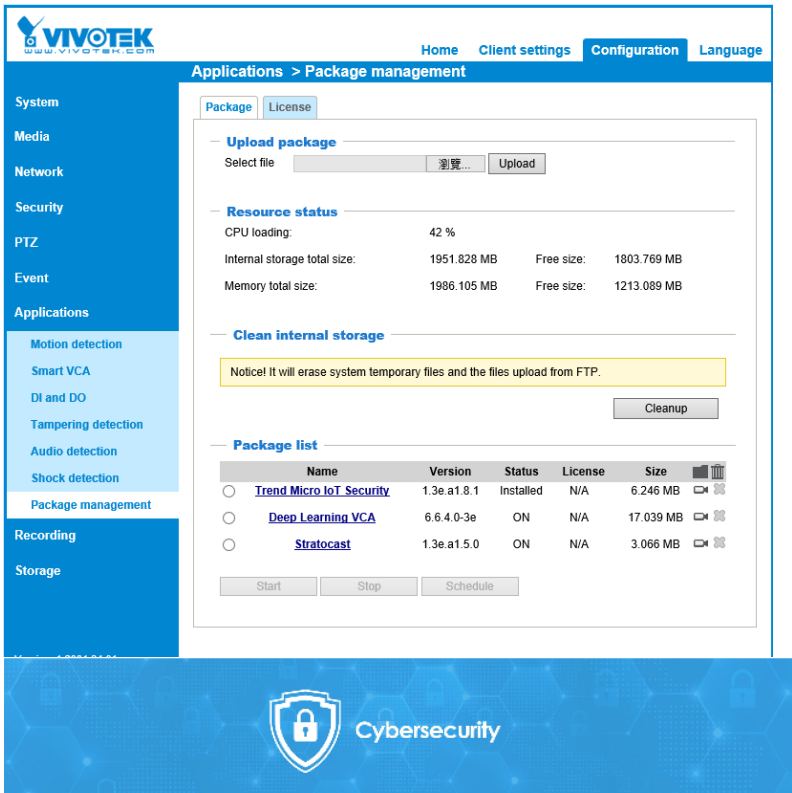 VIVOTEK
www.vivotek.com
Home Client settings Configuration Language
Applications > Package management
System
Media
Network
Security
PTZ
Event
Applications
Motion detection
Smart VCA
DI and DO
Tampering detection
Audio detection
Shock detection
Package management
Recording
Storage
Package License
Upload package
Select file 瀏覽... Upload
Resource status
CPU loading: 42 %
Internal storage total size: 1951.828 MB Free size: 1803.769 MB
Memory total size: 1986.105 MB Free size: 1213.089 MB
Clean internal storage
Notice! It will erase system temporary files and the files upload from FTP.
Cleanup
Package list
Name Version Status License Size
Trend Micro IoT Security 1.3e.a1.8.1 Installed N/A 6.246 MB
Deep Learning VCA 6.6.4.0-3e ON N/A 17.039 MB
Stratocast 1.3e.a1.5.0 ON N/A 3.066 MB
Start Stop Schedule
Cybersecurity